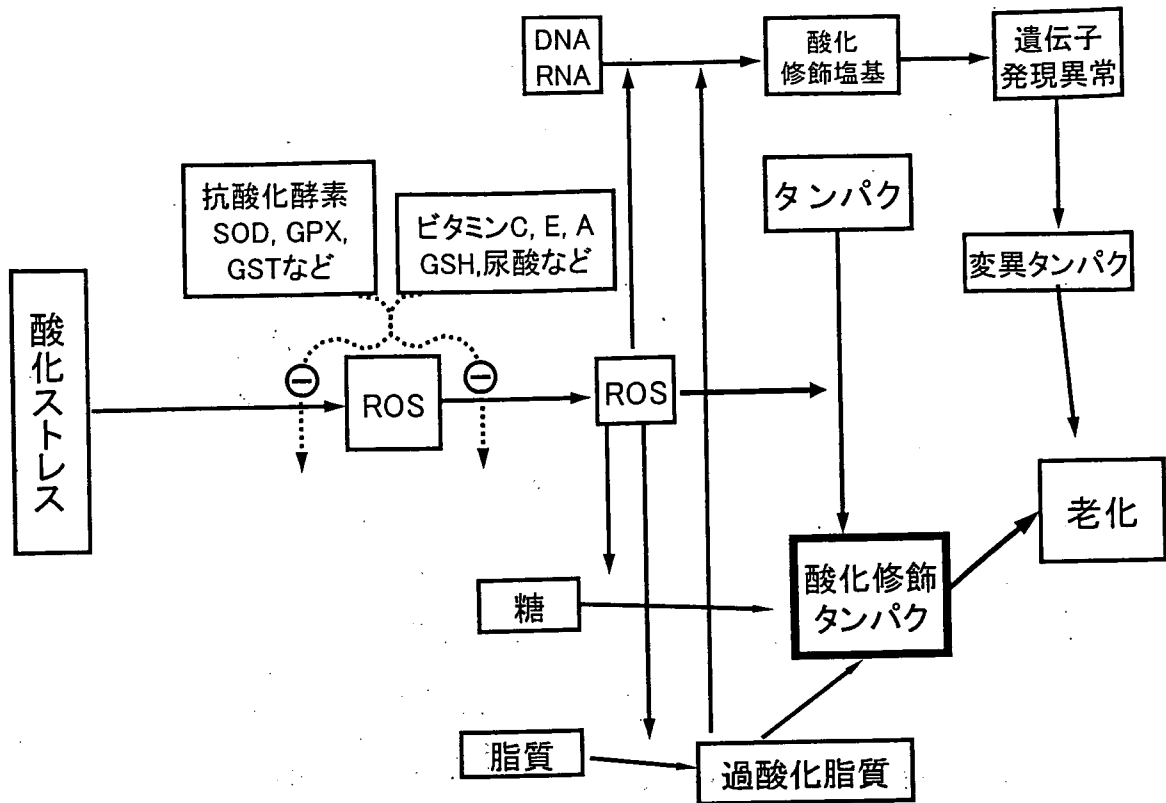 DNA
RNA
酸化
修飾塩基
遺伝子
発現異常
抗酸化酵素
SOD, GPX,
GSTなど
ビタミンC, E, A
GSH,尿酸など
タンパク
変異タンパク
酸化ストレス
ROS
ROS
老化
酸化修飾
タンパク
糖
脂質
過酸化脂質